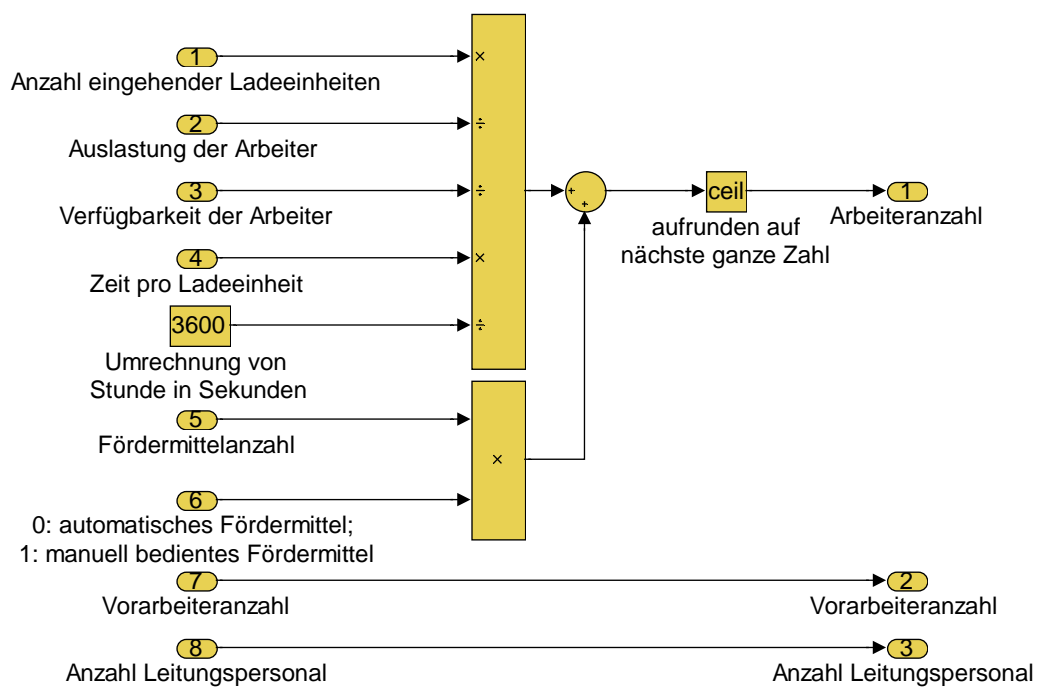 1
×
Anzahl eingehender Ladeeinheiten
2
÷
Auslastung der Arbeiter
3
÷
Verfügbarkeit der Arbeiter
+
+
ceil
aufrunden auf
nächste ganze Zahl
1
Arbeiteranzahl
4
×
Zeit pro Ladeeinheit
3600
÷
Umrechnung von
Stunde in Sekunden
5
Fördermittelanzahl
×
6
0: automatisches Fördermittel;
1: manuell bedientes Fördermittel
7
Vorarbeiteranzahl
2
Vorarbeiteranzahl
8
Anzahl Leitungspersonal
3
Anzahl Leitungspersonal